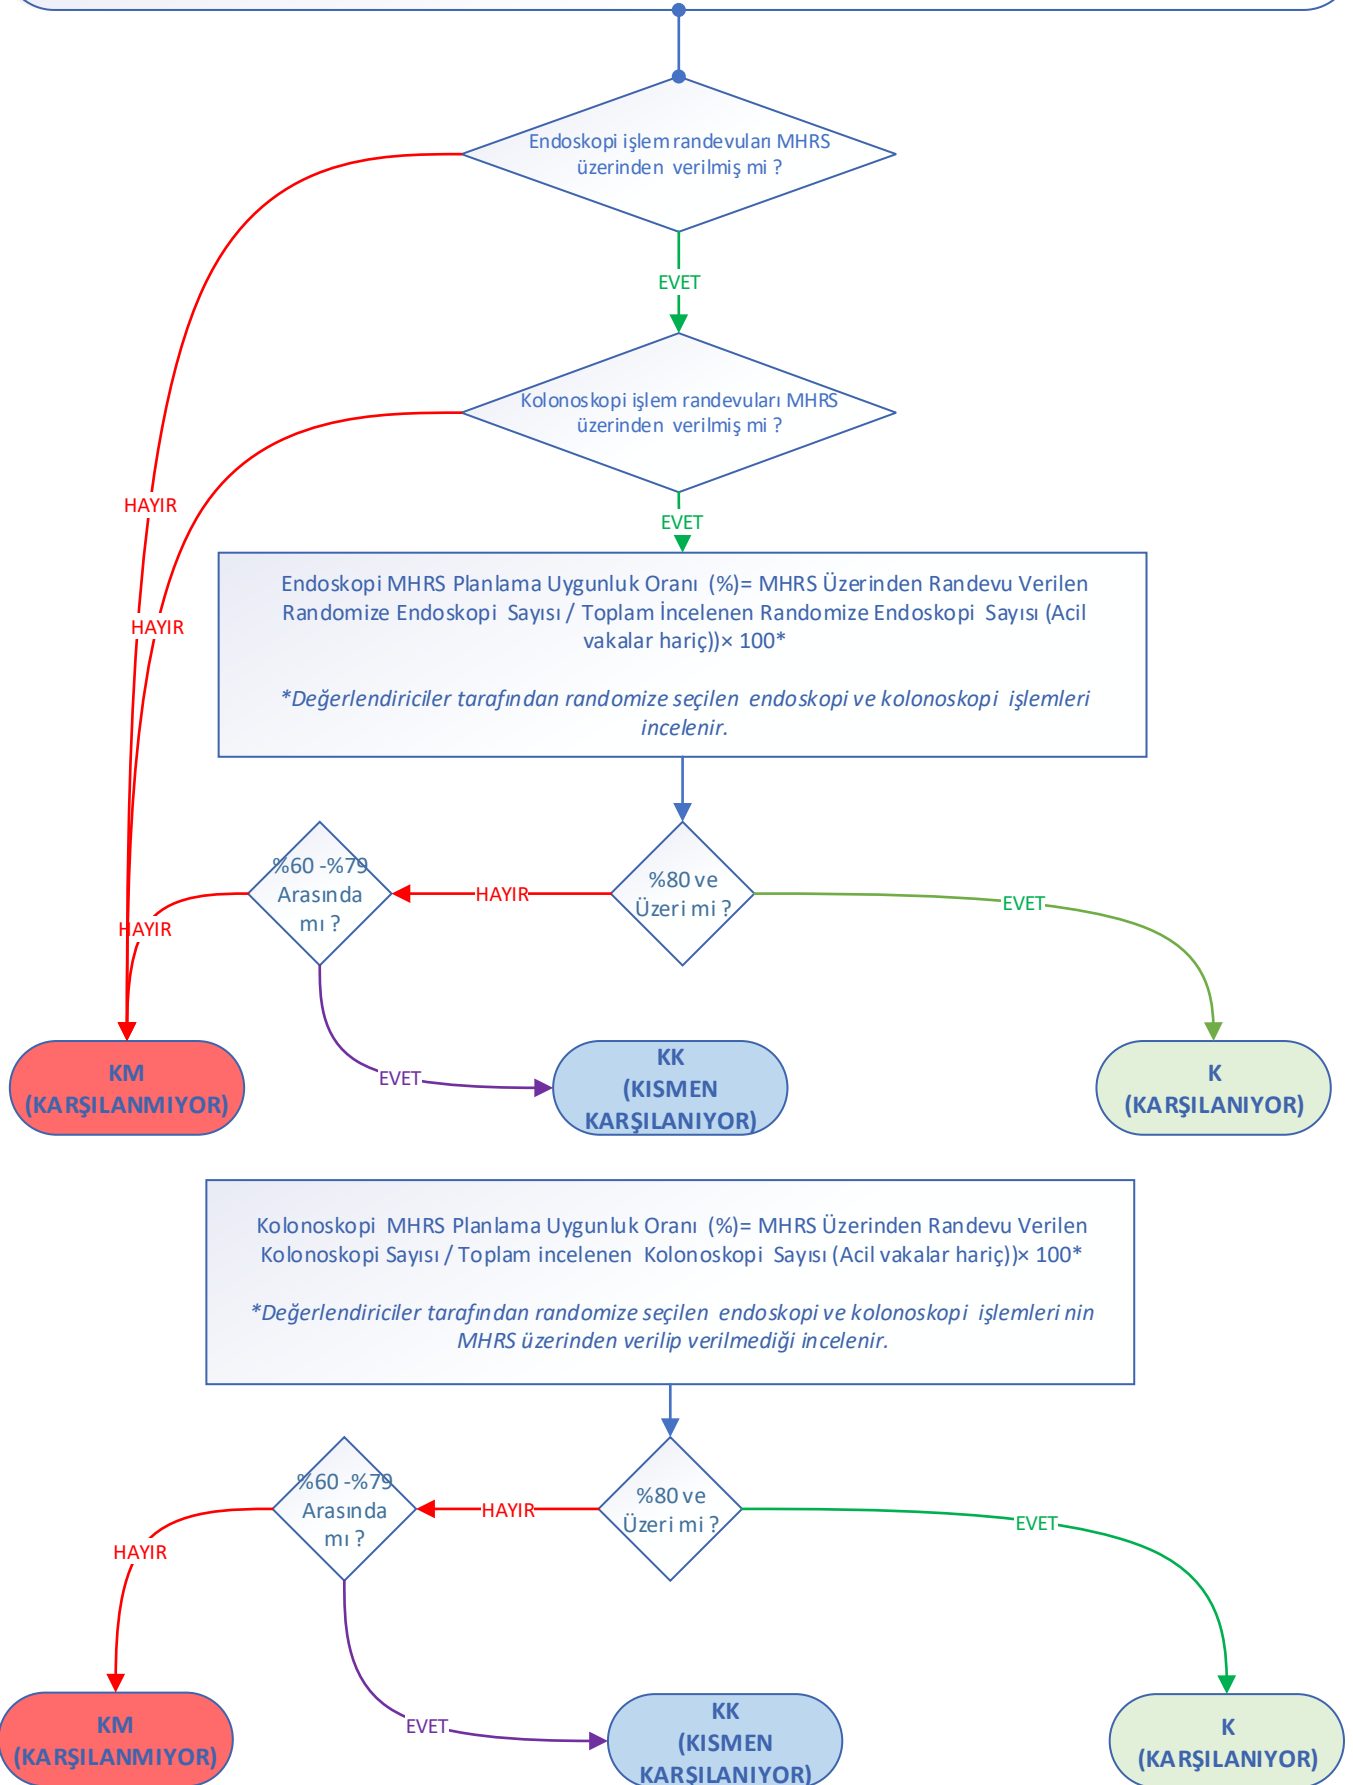 Endoskopi işlem randevuları MHRS
üzerinden verilmiş mi ?
EVET
Kolonoskopi işlem randevuları MHRS
üzerinden verilmiş mi ?
HAYIR
EVET
HAYIR
Endoskopi MHRS Planlama Uygunluk Oranı (%)= MHRS Üzerinden Randevu Verilen
Randomize Endoskopi Sayısı / Toplam İncelenen Randomize Endoskopi Sayısı (Acil
vakalar hariç))× 100*
*Değerlendiriciler tarafından randomize seçilen endoskopi ve kolonoskopi işlemleri
incelenir.
%60 -%79
Arasında
mı ?
HAYIR
%80 ve
Üzeri mi ?
EVET
HAYIR
EVET
KM
(KARŞILANMIYOR)
KK
(KISMEN
KARŞILANIYOR)
K
(KARŞILANIYOR)
Kolonoskopi MHRS Planlama Uygunluk Oranı (%)= MHRS Üzerinden Randevu Verilen
Kolonoskopi Sayısı / Toplam incelenen Kolonoskopi Sayısı (Acil vakalar hariç))× 100*
*Değerlendiriciler tarafından randomize seçilen endoskopi ve kolonoskopi işlemleri nin
MHRS üzerinden verilip verilmediği incelenir.
%60 -%79
Arasında
mı ?
HAYIR
%80 ve
Üzeri mi ?
EVET
HAYIR
EVET
KM
(KARŞILANMIYOR)
KK
(KISMEN
KARŞILANIYOR)
K
(KARŞILANIYOR)